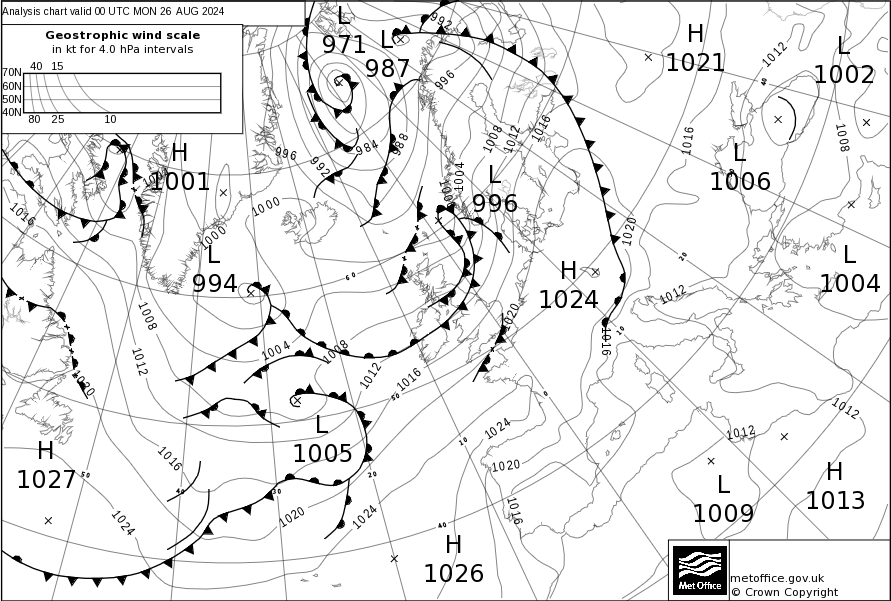 Analysis chart valid 00 UTC MON 26 AUG 2024
Geostrophic wind scale
in kt for 4.0 hPa intervals
40 15
70N
60N
50N
40N
80 25 10
L
971
L
987
992
H
1021
1012
L
1002
40
996
988
984
992
996
1008
1012
1016
1016
1008
H
1001
1004
L
996
L
1006
1016
1000
1000
1020
L
994
60
H
1024
20
L
1004
1012
1008
1020
10
1016
1004
1008
1012
1020
1012
1016
50
0
1012
L
1005
1024
10
1012
H
1027
1016
1020
50
40
30
20
L
1009
H
1013
1024
1020
1024
40
1016
H
1026
Met Office
metoffice.gov.uk
© Crown Copyright